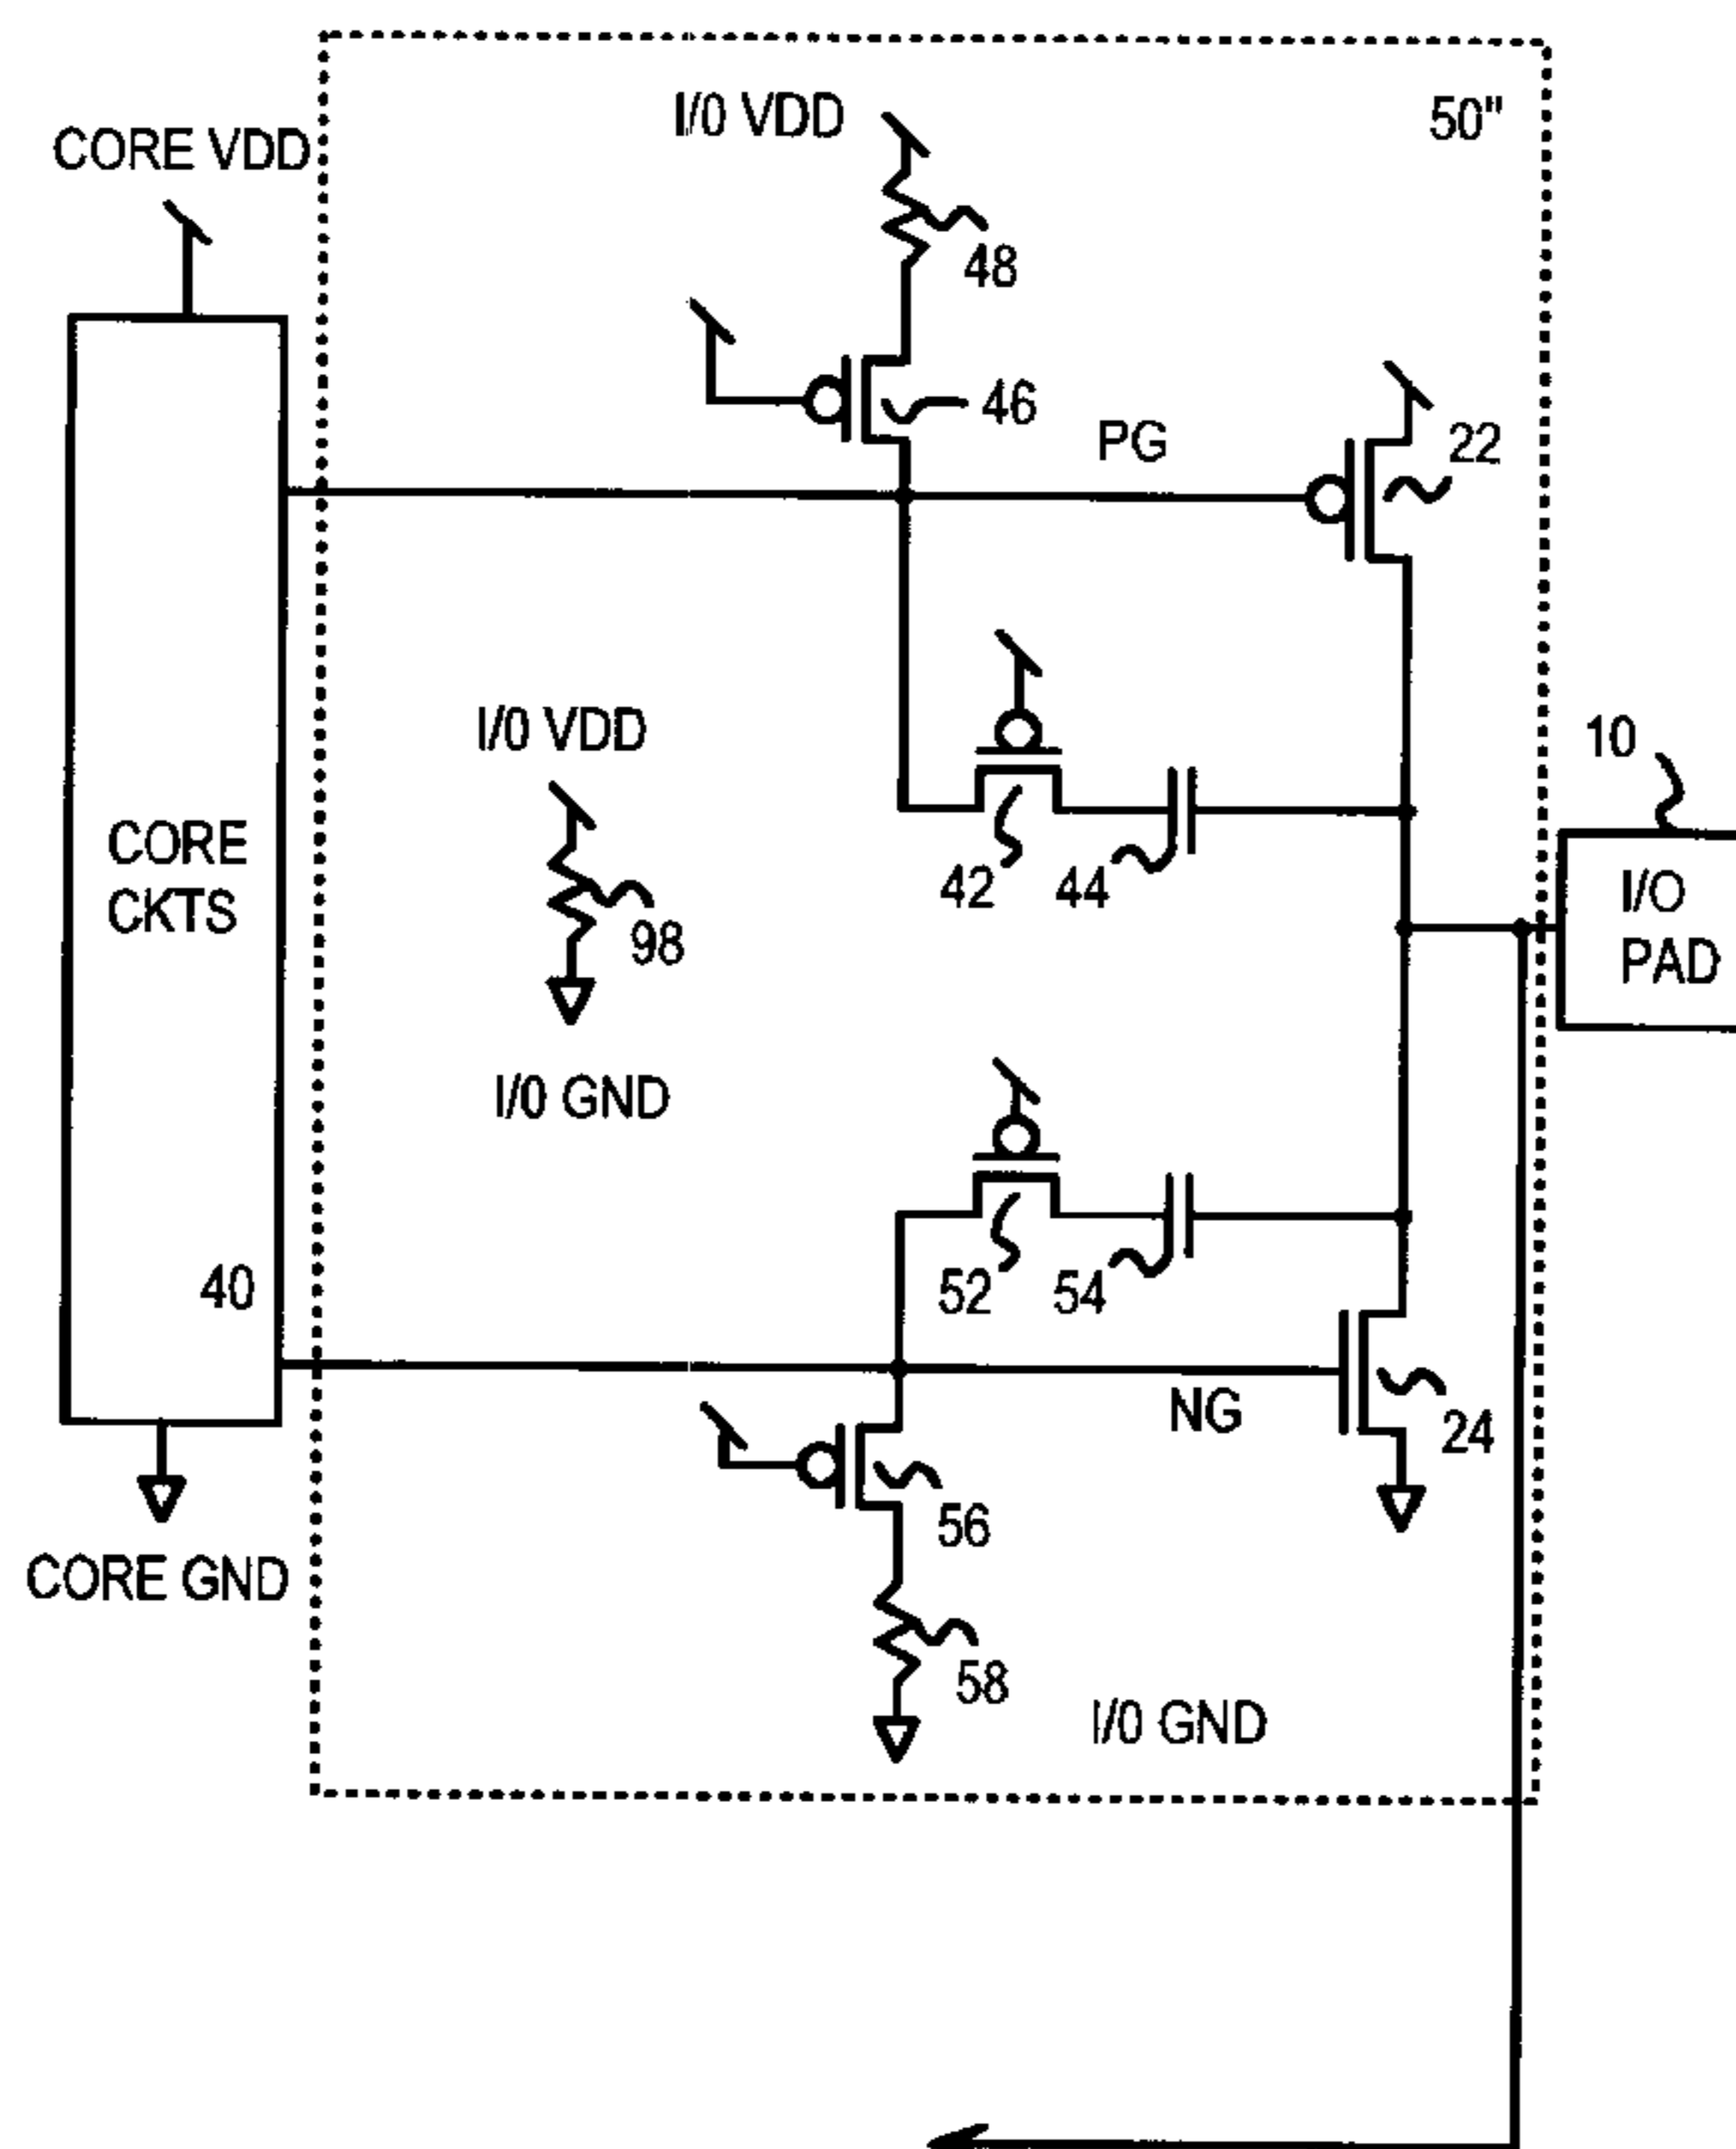 I/0 VDD
50"
CORE VDD
48
46
PG
22
I/0 VDD
10
CORE
CKTS
42
44
I/O
PAD
98
I/0 GND
40
52
54
NG
24
56
CORE GND
58
I/0 GND